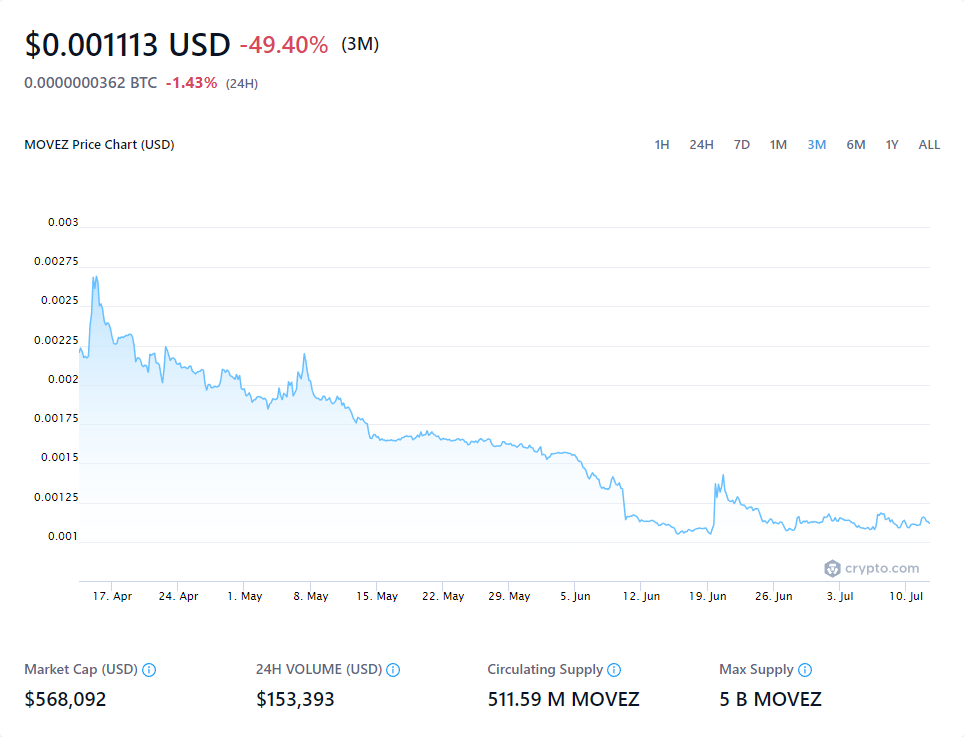 $0.001113 USD -49.40% (3M)
0.0000000362 BTC -1.43% (24H)
MOVEZ Price Chart (USD)
1H 24H 7D 1M 3M 6M 1Y ALL
0.003
0.00275
0.0025
0.00225
0.002
0.00175
0.0015
0.00125
0.001
crypto.com
17. Apr 24. Apr 1. May 8. May 15. May 22. May 29. May 5. Jun 12. Jun 19. Jun 26. Jun 3. Jul 10. Jul
Market Cap (USD) 24H VOLUME (USD) Circulating Supply Max Supply
$568,092 $153,393 511.59 M MOVEZ 5 B MOVEZ